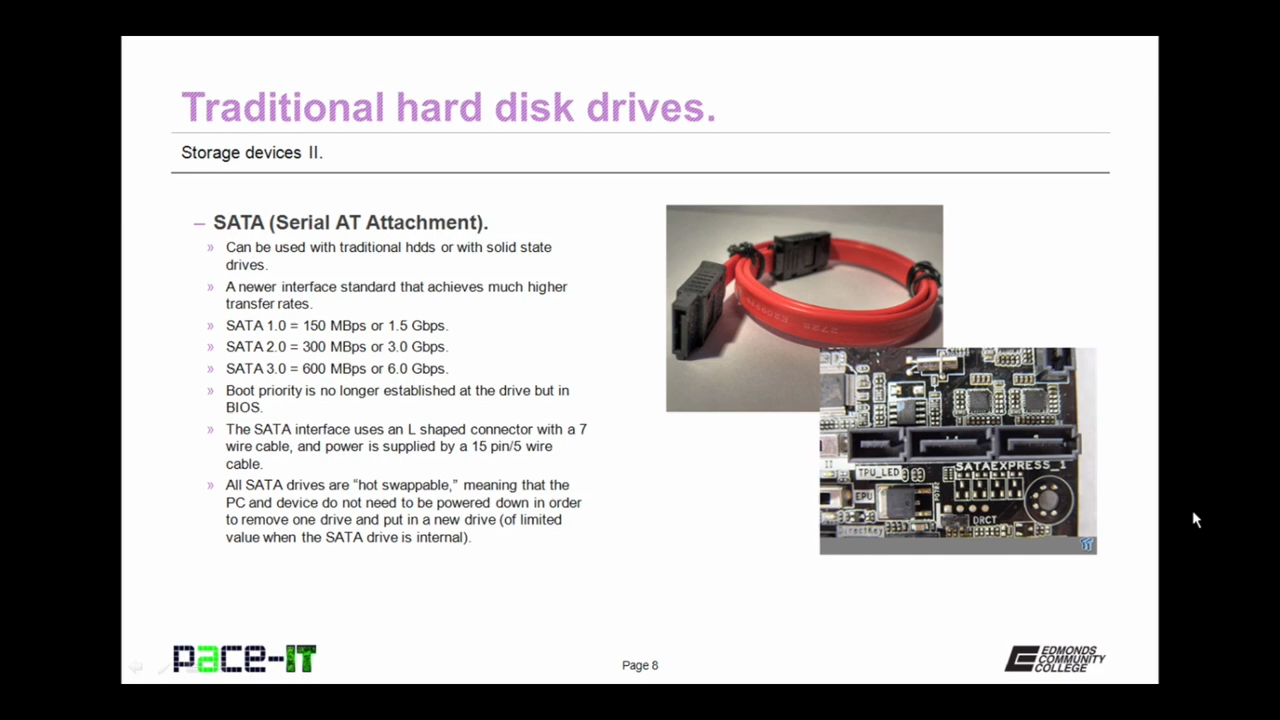 Traditional hard disk drives.
Storage devices II.
– SATA (Serial AT Attachment).
» Can be used with traditional hdds or with solid state
drives.
» A newer interface standard that achieves much higher
transfer rates.
» SATA 1.0 = 150 MBps or 1.5 Gbps.
» SATA 2.0 = 300 MBps or 3.0 Gbps.
» SATA 3.0 = 600 MBps or 6.0 Gbps.
» Boot priority is no longer established at the drive but in
BIOS.
» The SATA interface uses an L shaped connector with a 7
wire cable, and power is supplied by a 15 pin/5 wire
cable.
» All SATA drives are “hot swappable,” meaning that the
PC and device do not need to be powered down in order
to remove one drive and put in a new drive (of limited
value when the SATA drive is internal).
2725
SATAEXPRESS_1
TPU_LED
EPU
DRCT
DirectKey
pace-IT
Page 8
EDMONDS
COMMUNITY
COLLEGE